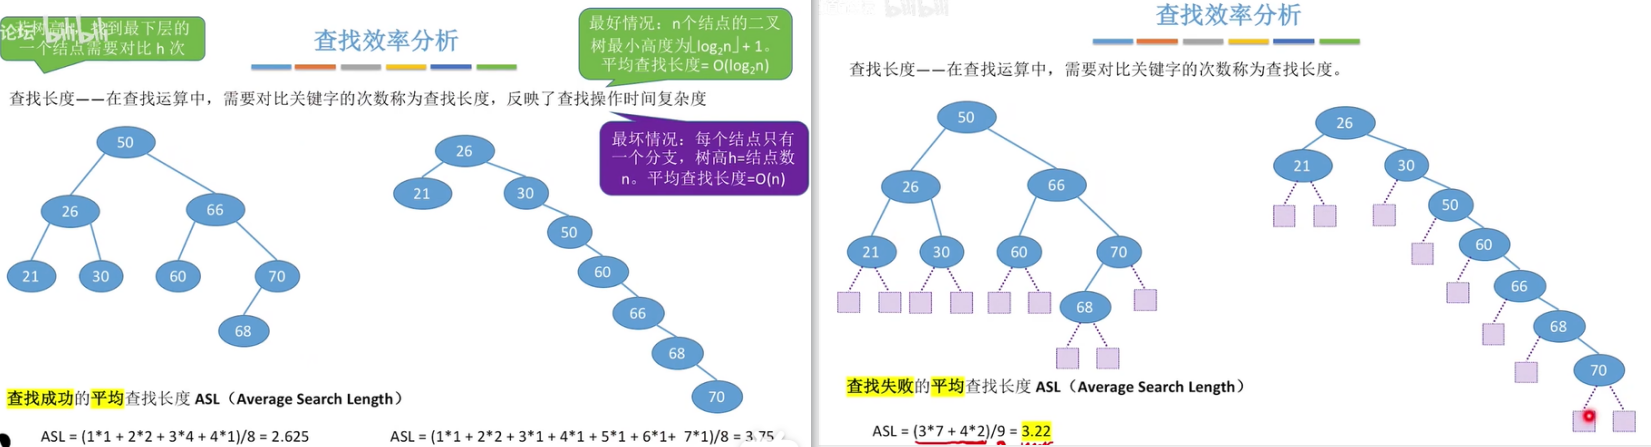 论坛 bilibili
到最下层的
一个结点需要对比 h 次
查找效率分析
最好情况：n个结点的二叉
树最小高度为⌊log₂n⌋ + 1。
平均查找长度= O(log₂n)
查找长度——在查找运算中，需要对比关键字的次数称为查找长度，反映了查找操作时间复杂度
最坏情况：每个结点只有
一个分支，树高h=结点数
n。平均查找长度=O(n)
50
26
66
21
30
60
70
68
26
21
30
50
60
66
68
70
查找成功的平均查找长度 ASL（Average Search Length）
ASL = (1*1 + 2*2 + 3*4 + 4*1)/8 = 2.625
ASL = (1*1 + 2*2 + 3*1 + 4*1 + 5*1 + 6*1+ 7*1)/8 = 3.75
bilibili
查找效率分析
查找长度——在查找运算中，需要对比关键字的次数称为查找长度。
50
26
66
21
30
60
70
68
26
21
30
50
60
66
68
70
查找失败的平均查找长度 ASL（Average Search Length）
ASL = (3*7 + 4*2)/9 = 3.22